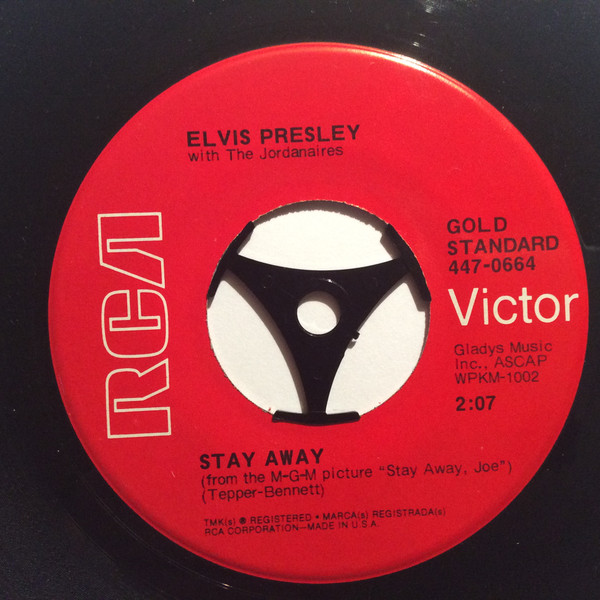 ELVIS PRESLEY
with The Jordanaires
RCA
GOLD
STANDARD
447-0664
Victor
Gladys Music
Inc., ASCAP
WPKM-1002
2:07
STAY AWAY
(from the M-G-M picture "Stay Away, Joe")
(Tepper-Bennett)
TMK(s) ® REGISTERED • MARCA(s) REGISTRADA(s)
RCA CORPORATION—MADE IN U.S.A.